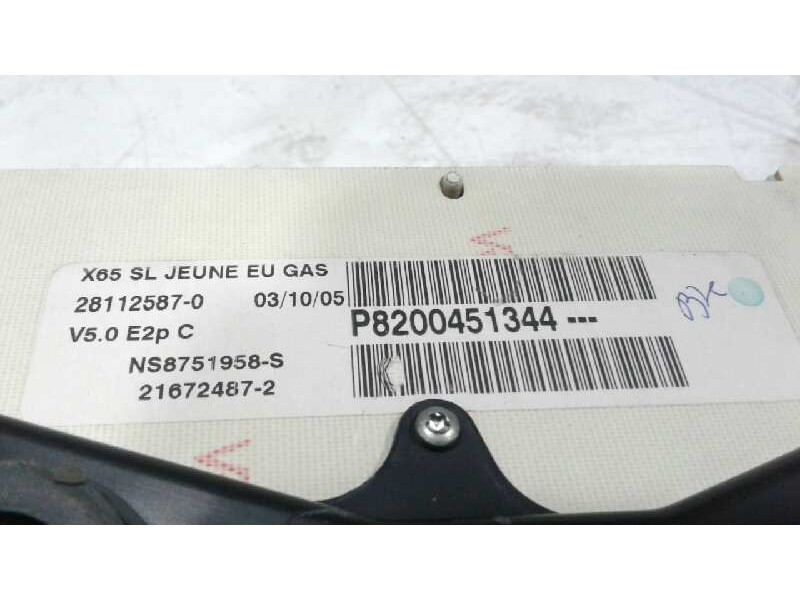 X65 SL JEUNE EU GAS
28112587-0 03/10/05
V5.0 E2p C
P8200451344---
NS8751958-S
21672487-2